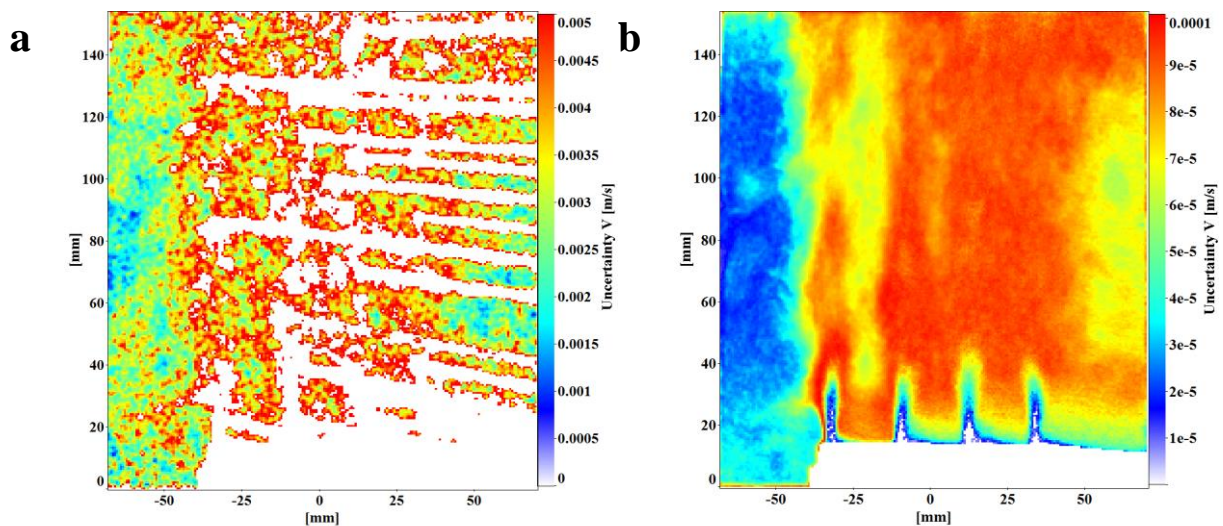 a
140
120
100
80
60
40
20
0
[mm]
-50
-25
0
25
50
[mm]
0.005
0.0045
0.004
0.0035
0.003
0.0025
0.002
0.0015
0.001
0.0005
0
Uncertainty V [m/s]
b
140
120
100
80
60
40
20
0
[mm]
-50
-25
0
25
50
[mm]
0.0001
9e-5
8e-5
7e-5
6e-5
5e-5
4e-5
3e-5
2e-5
1e-5
Uncertainty V [m/s]